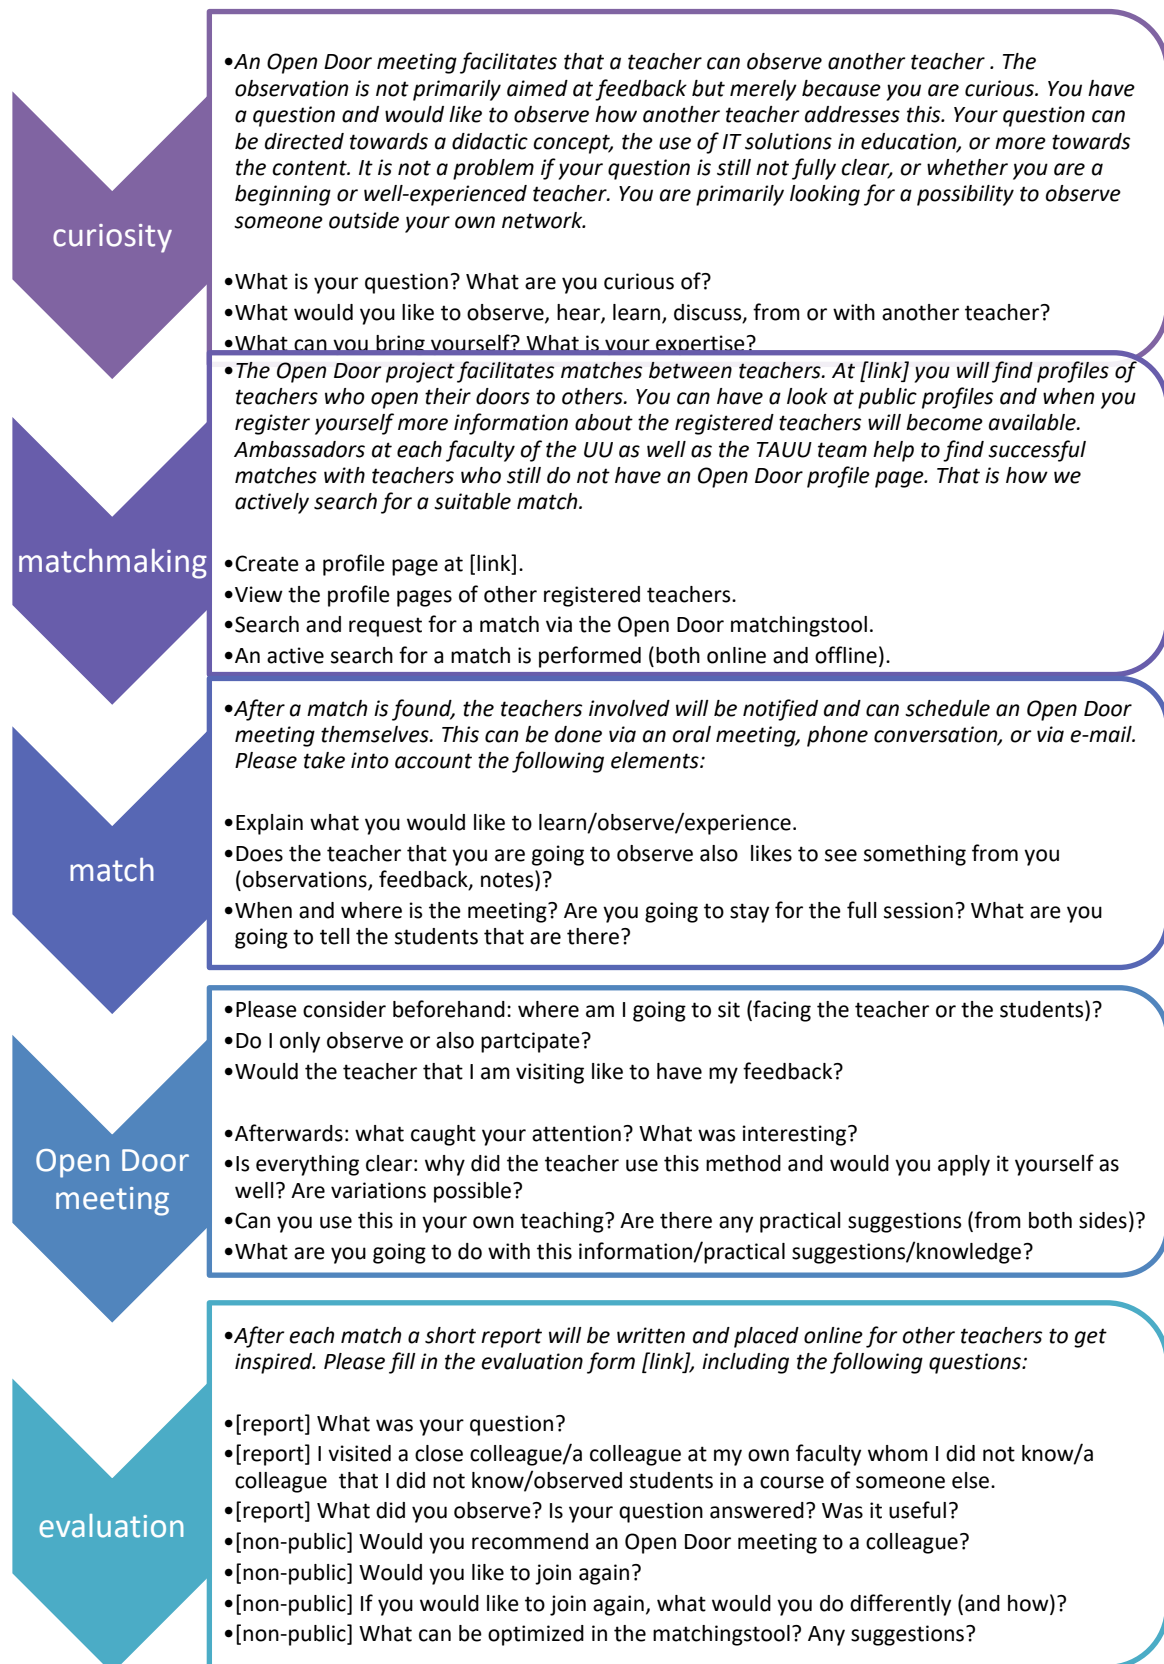 curiosity
•An Open Door meeting facilitates that a teacher can observe another teacher . The
observation is not primarily aimed at feedback but merely because you are curious. You have
a question and would like to observe how another teacher addresses this. Your question can
be directed towards a didactic concept, the use of IT solutions in education, or more towards
the content. It is not a problem if your question is still not fully clear, or whether you are a
beginning or well-experienced teacher. You are primarily looking for a possibility to observe
someone outside your own network.
•What is your question? What are you curious of?
•What would you like to observe, hear, learn, discuss, from or with another teacher?
•What can you bring yourself? What is your expertise?
matchmaking
•The Open Door project facilitates matches between teachers. At [link] you will find profiles of
teachers who open their doors to others. You can have a look at public profiles and when you
register yourself more information about the registered teachers will become available.
Ambassadors at each faculty of the UU as well as the TAUU team help to find successful
matches with teachers who still do not have an Open Door profile page. That is how we
actively search for a suitable match.
•Create a profile page at [link].
•View the profile pages of other registered teachers.
•Search and request for a match via the Open Door matchingstool.
•An active search for a match is performed (both online and offline).
match
•After a match is found, the teachers involved will be notified and can schedule an Open Door
meeting themselves. This can be done via an oral meeting, phone conversation, or via e-mail.
Please take into account the following elements:
•Explain what you would like to learn/observe/experience.
•Does the teacher that you are going to observe also  likes to see something from you
(observations, feedback, notes)?
•When and where is the meeting? Are you going to stay for the full session? What are you
going to tell the students that are there?
Open Door
meeting
•Please consider beforehand: where am I going to sit (facing the teacher or the students)?
•Do I only observe or also partcipate?
•Would the teacher that I am visiting like to have my feedback?
•Afterwards: what caught your attention? What was interesting?
•Is everything clear: why did the teacher use this method and would you apply it yourself as
well? Are variations possible?
•Can you use this in your own teaching? Are there any practical suggestions (from both sides)?
•What are you going to do with this information/practical suggestions/knowledge?
evaluation
•After each match a short report will be written and placed online for other teachers to get
inspired. Please fill in the evaluation form [link], including the following questions:
•[report] What was your question?
•[report] I visited a close colleague/a colleague at my own faculty whom I did not know/a
colleague  that I did not know/observed students in a course of someone else.
•[report] What did you observe? Is your question answered? Was it useful?
•[non-public] Would you recommend an Open Door meeting to a colleague?
•[non-public] Would you like to join again?
•[non-public] If you would like to join again, what would you do differently (and how)?
•[non-public] What can be optimized in the matchingstool? Any suggestions?